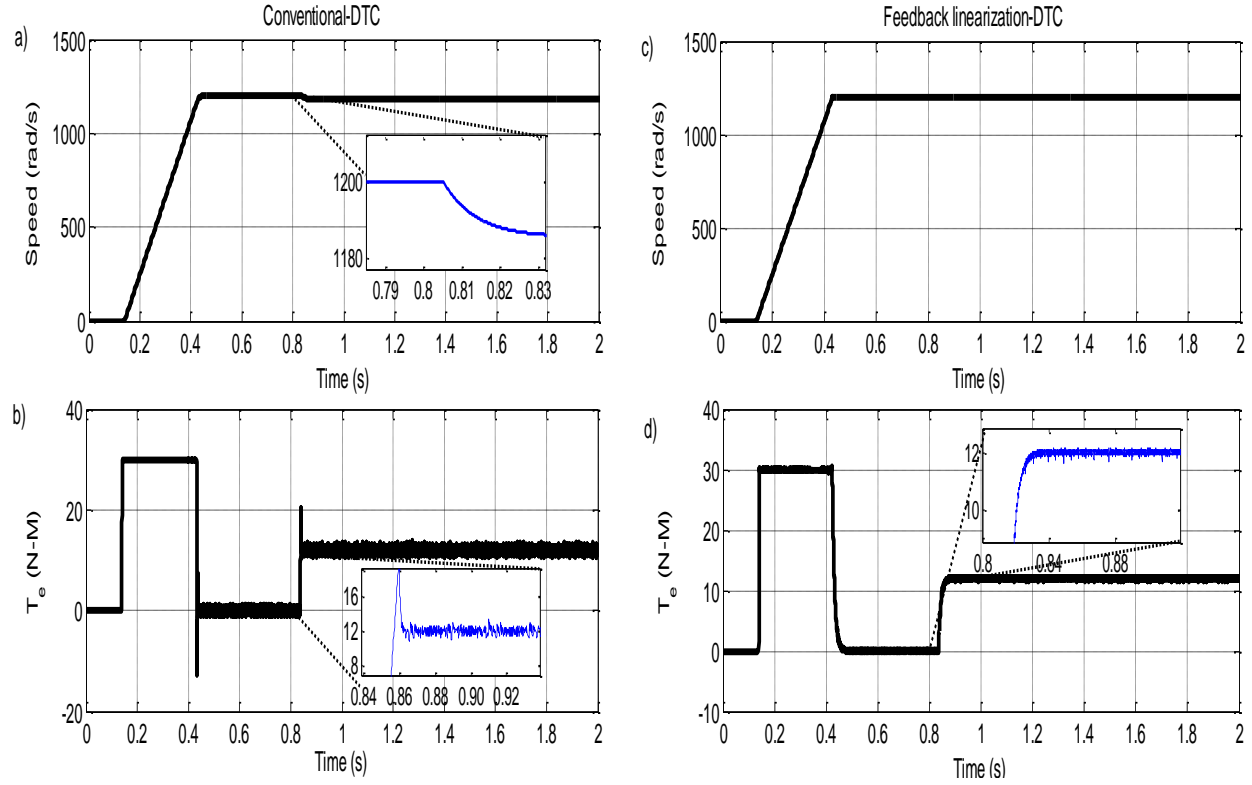 Conventional-DTC
a)
Speed (rad/s)
1500
1000
500
0
1200
1180
0.79 0.8 0.81 0.82 0.83
0 0.2 0.4 0.6 0.8 1 1.2 1.4 1.6 1.8 2
Time (s)
Feedback linearization-DTC
c)
Speed (rad/s)
1500
1000
500
0
0 0.2 0.4 0.6 0.8 1 1.2 1.4 1.6 1.8 2
Time (s)
b)
Te (N-M)
40
20
0
-20
16
12
8
0.84 0.86 0.88 0.90 0.92
0 0.2 0.4 0.6 0.8 1 1.2 1.4 1.6 1.8 2
Time (s)
d)
Te (N-M)
40
30
20
10
0
-10
12
10
0.8 0.84 0.88
0 0.2 0.4 0.6 0.8 1 1.2 1.4 1.6 1.8 2
Time (s)